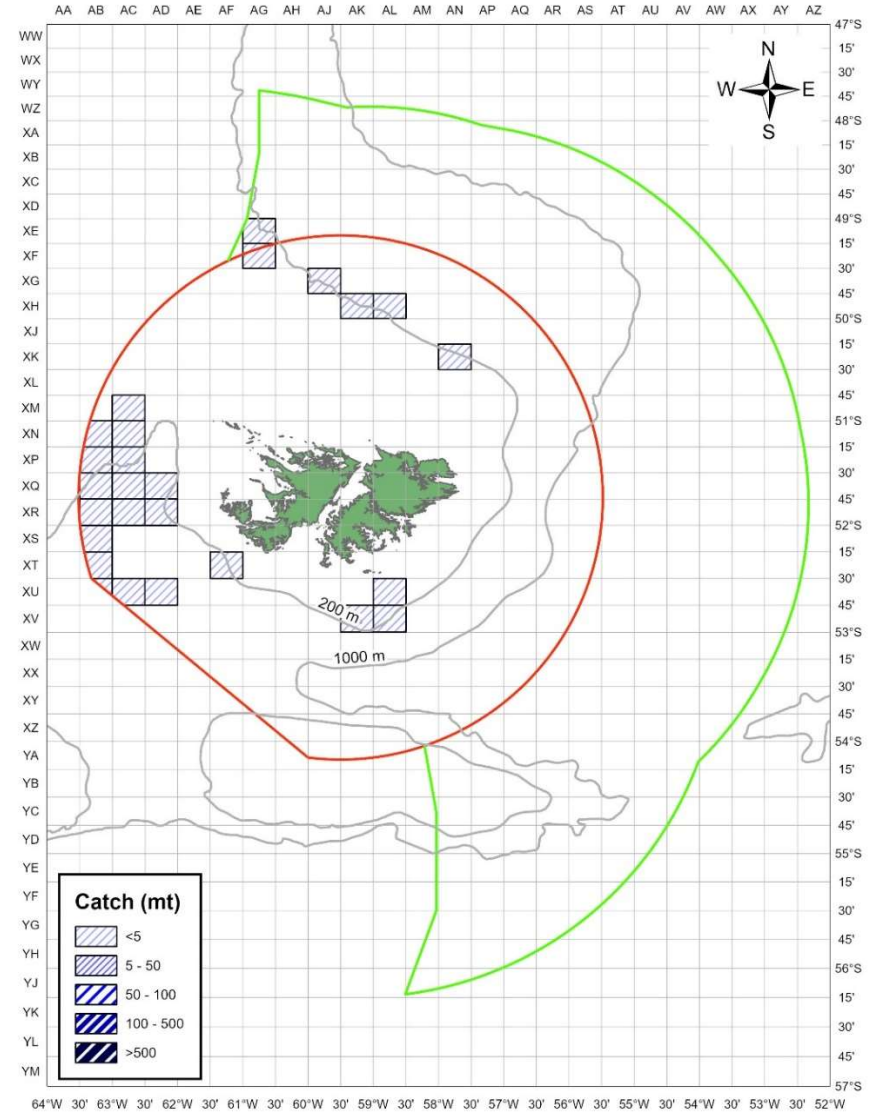 AA AB AC AD AE AF AG AH AJ AK AL AM AN AP AQ AR AS AT AU AV AW AX AY AZ
47°S
WW
15'
WX
30'
WY
45'
WZ
48°S
XA
15'
XB
30'
XC
45'
XD
49°S
XE
15'
XF
30'
XG
45'
XH
50°S
XJ
15'
XK
30'
XL
45'
XM
51°S
XN
15'
XP
30'
XQ
45'
XR
52°S
XS
15'
XT
30'
XU
45'
XV
53°S
XW
15'
XX
30'
XY
45'
XZ
54°S
YA
15'
YB
30'
YC
45'
YD
55°S
YE
15'
YF
30'
YG
45'
YH
56°S
YJ
15'
YK
30'
YL
45'
YM
57°S
N
W E
S
200 m
1000 m
Catch (mt)
<5
5 - 50
50 - 100
100 - 500
>500
64°W 30' 63°W 30' 62°W 30' 61°W 30' 60°W 30' 59°W 30' 58°W 30' 57°W 30' 56°W 30' 55°W 30' 54°W 30' 53°W 30' 52°W